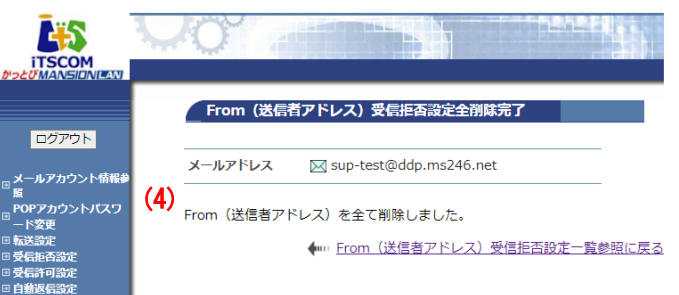 iTSCOM
かっとびMANSIONLAN
From（送信者アドレス）受信拒否設定全削除完了
ログアウト
メールアドレス sup-test@ddp.ms246.net
メールアカウント情報参
照
POPアカウントパスワ
ード変更
転送設定
受信拒否設定
受信許可設定
自動返信設定
(4)
From（送信者アドレス）を全て削除しました。
From（送信者アドレス）受信拒否設定一覧参照に戻る